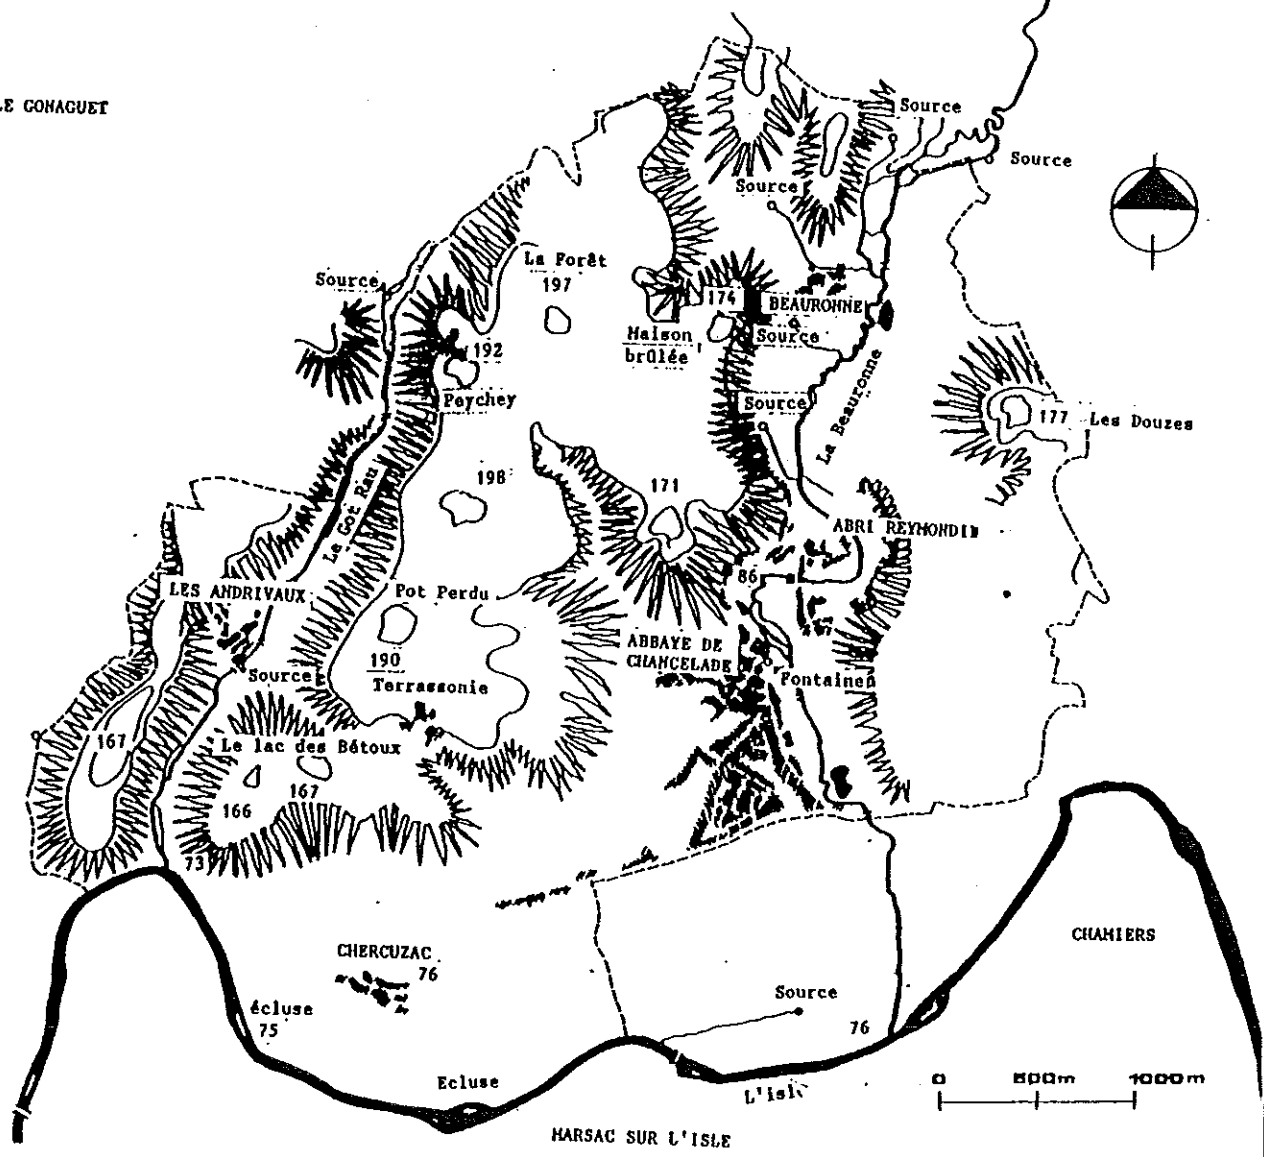 LE GONAGUET
Source
Source
Source
La Forêt
197
Source
174
BEAURONNE
Maison
brûlée
Source
192
Peychey
Source
La Beauronne
177 Les Douzes
198
171
Le Got Rau
ABRI REYMONDIN
86
LES ANDRIVAUX
Pot Perdu
ABBAYE DE
CHANCELADE
190
Source
Terrassonie
Fontaine
167
Le lac des Bétoux
166
167
73
CHAMIERS
CHERCUZAC
76
Source
écluse
75
76
Ecluse
L'isle
0 500m 1000m
MARSAC SUR L'ISLE